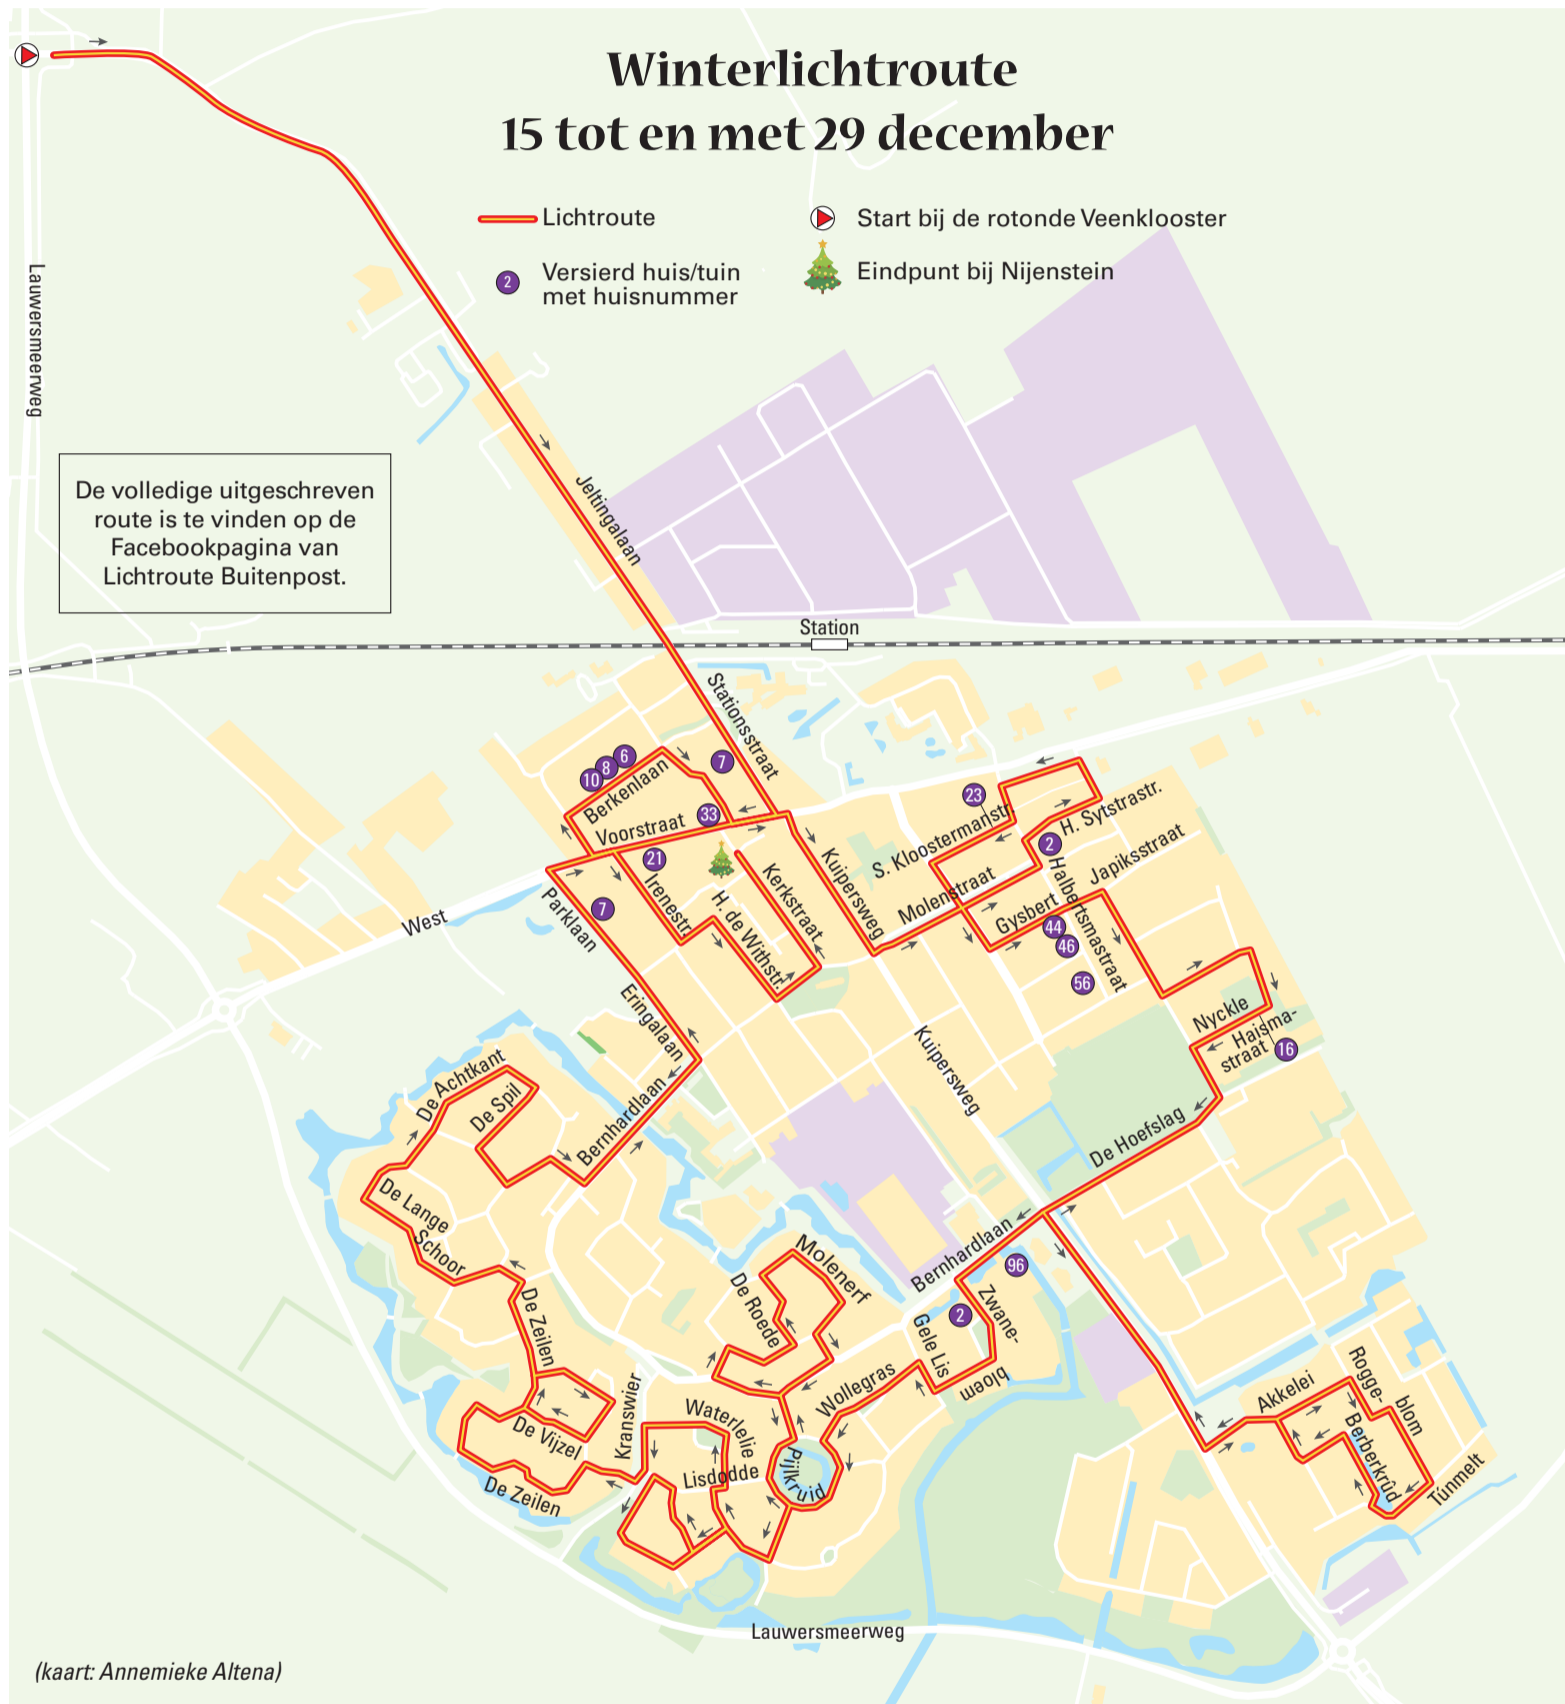 Winterlichtroute
15 tot en met 29 december
Lichtroute
Start bij de rotonde Veenklooster
2
Versierd huis/tuin
met huisnummer
Eindpunt bij Nijenstein
Lauwersmeerweg
De volledige uitgeschreven
route is te vinden op de
Facebookpagina van
Lichtroute Buitenpost.
Jeltingalaan
Station
Stationsstraat
6
8
10
7
Berkenlaan
33
Voorstraat
21
Irenestr.
7
Parklaan
West
H. de Withstr.
Kerkstraat
Kuipersweg
23
S. Kloostermanstr.
H. Sytstrastr.
2
Molenstraat
Halbertsmastraat
Gysbert
Japiksstraat
44
46
56
Nyckle
Haisma-
straat
16
Eringalaan
Kuipersweg
De Achtkant
De Spil
Bernhardlaan
De Hoefslag
De Lange
Schoor
Bernhardlaan
96
Molenerf
De Roede
2
Zwane-
bloem
Gele Lis
De Zeilen
De Vijzel
De Zeilen
Kranswier
Waterlelie
Lisdodde
Pijlkruid
Wollegras
Akkelei
Rogge-
blom
Berberkrûd
Túnmelt
Lauwersmeerweg
(kaart: Annemieke Altena)